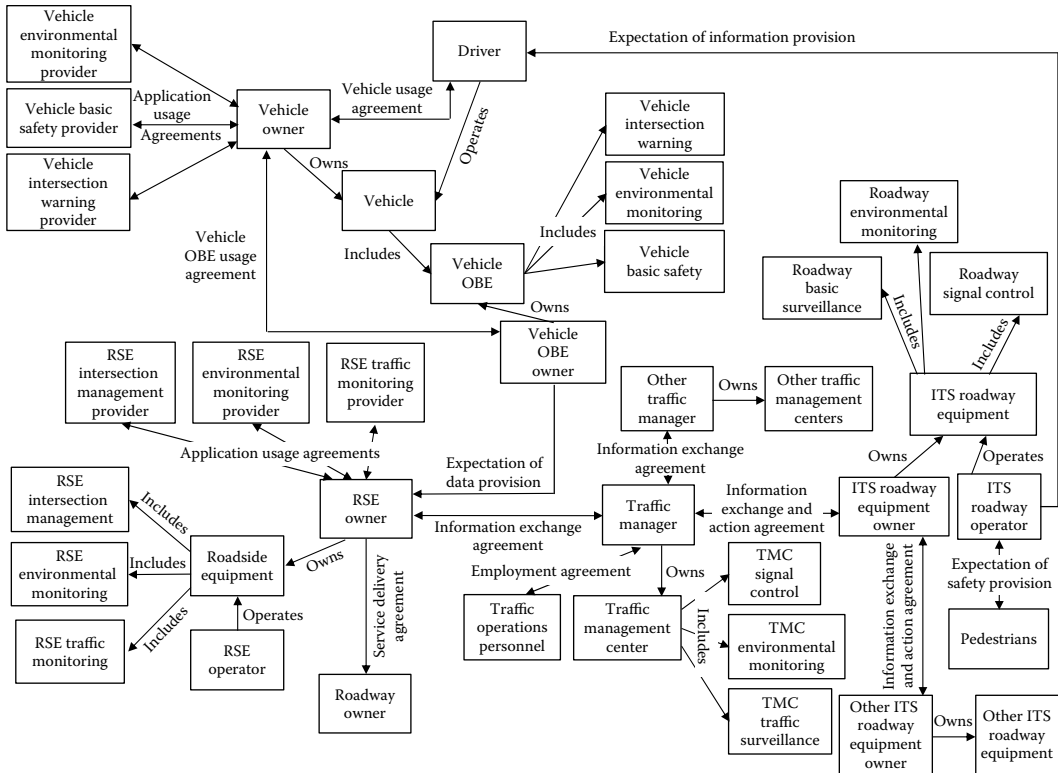 Vehicle
environmental
monitoring
provider
Driver
Expectation of information provision
Vehicle basic
safety provider
Application
usage
Agreements
Vehicle
owner
Vehicle usage
agreement
Vehicle
intersection
warning
Vehicle
intersection
warning
provider
Owns
Operates
Vehicle
Vehicle
environmental
monitoring
Roadway
environmental
monitoring
Vehicle
OBE usage
agreement
Includes
Vehicle
OBE
Includes
Vehicle
basic safety
Roadway
basic
surveillance
Roadway
signal control
Owns
Includes
Includes
Vehicle
OBE
owner
RSE
intersection
management
provider
RSE
environmental
monitoring
provider
RSE traffic
monitoring
provider
Other
traffic
manager
Owns
Other traffic
management
centers
ITS roadway
equipment
Application usage agreements
Information exchange
agreement
Owns
Operates
Expectation of
data provision
RSE
intersection
management
Includes
RSE
owner
Information exchange
agreement
Traffic
manager
Information
exchange and
action agreement
ITS roadway
equipment
owner
ITS
roadway
operator
RSE
environmental
monitoring
Includes
Roadside
equipment
Owns
Employment agreement
Owns
TMC
signal
control
Information exchange
and action agreement
Expectation of
safety provision
RSE traffic
monitoring
Includes
Operates
RSE
operator
Service delivery
agreement
Traffic
operations
personnel
Traffic
management
center
Includes
TMC
environmental
monitoring
Pedestrians
Roadway
owner
TMC
traffic
surveillance
Other ITS
roadway
equipment owner
Owns
Other ITS
roadway
equipment